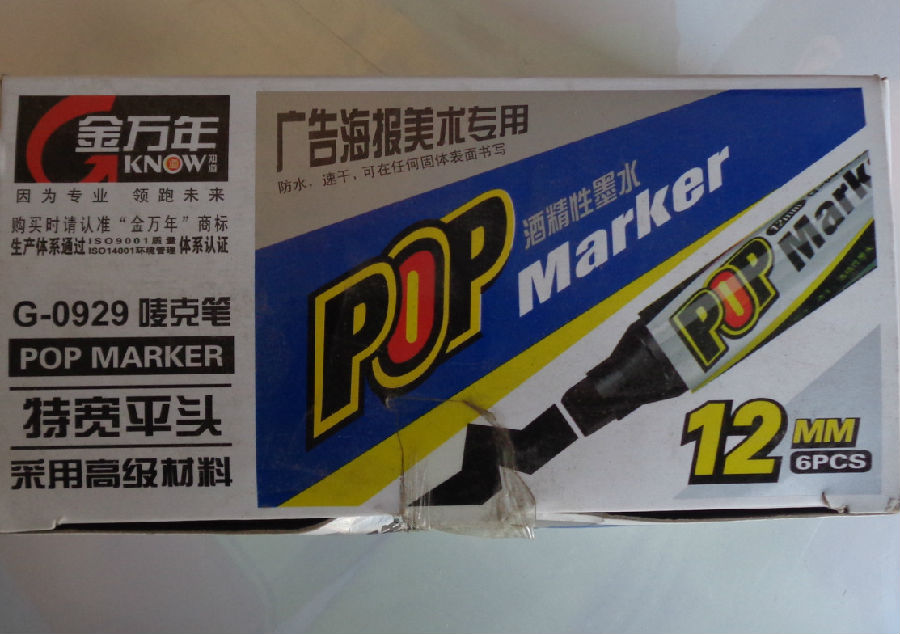 金万年
KNOW 知道
因为专业 领跑未来
购买时请认准“金万年”商标
生产体系通过ISO9001质量 ISO14001环境管理体系认证
G-0929 唛克笔
POP MARKER
特宽平头
采用高级材料
广告海报美术专用
防水、速干,可在任何固体表面书写
酒精性墨水
POP Marker
POP 12mm Mark
12 MM
6PCS